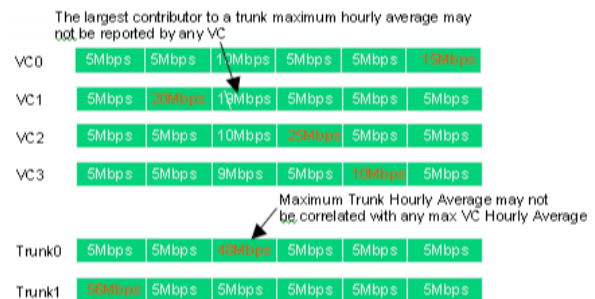 The largest contributor to a trunk maximum hourly average may
not be reported by any VC
VC0 5Mbps 5Mbps 10Mbps 5Mbps 5Mbps 15Mbps
VC1 5Mbps 20Mbps 19Mbps 5Mbps 5Mbps 5Mbps
VC2 5Mbps 5Mbps 10Mbps 25Mbps 5Mbps 5Mbps
VC3 5Mbps 5Mbps 9Mbps 5Mbps 10Mbps 5Mbps
Maximum Trunk Hourly Average may not
be correlated with any max VC Hourly Average
Trunk0 5Mbps 5Mbps 48Mbps 5Mbps 5Mbps 5Mbps
Trunk1 56Mbps 5Mbps 5Mbps 5Mbps 5Mbps 5Mbps